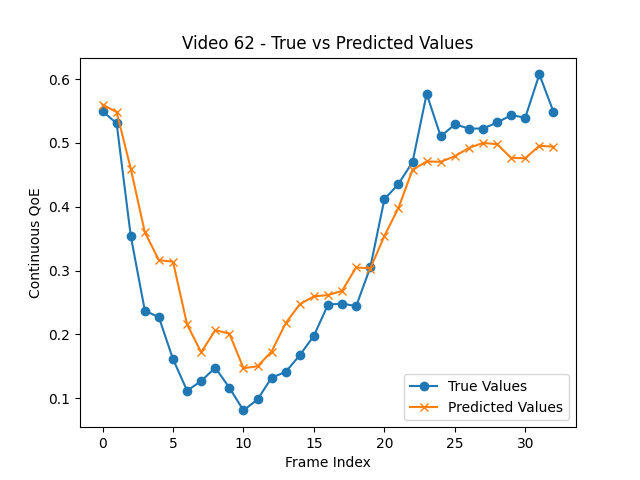 Video 62 - True vs Predicted Values
Continuous QoE
0.6
0.5
0.4
0.3
0.2
0.1
0 5 10 15 20 25 30
Frame Index
True Values
Predicted Values